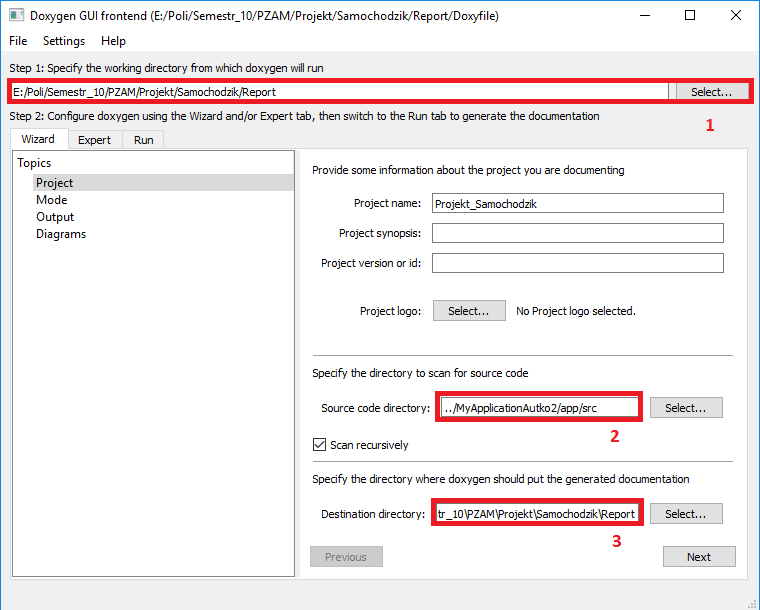 Doxygen GUI frontend (E:/Poli/Semestr_10/PZAM/Projekt/Samochodzik/Report/Doxyfile)
File Settings Help
Step 1: Specify the working directory from which doxygen will run
E:/Poli/Semestr_10/PZAM/Projekt/Samochodzik/Report Select...
1
Step 2: Configure doxygen using the Wizard and/or Expert tab, then switch to the Run tab to generate the documentation
Wizard Expert Run
Topics
Project
Mode
Output
Diagrams
Provide some information about the project you are documenting
Project name: Projekt_Samochodzik
Project synopsis:
Project version or id:
Project logo: Select... No Project logo selected.
Specify the directory to scan for source code
Source code directory: ../MyApplicationAutko2/app/src Select...
2
Scan recursively
Specify the directory where doxygen should put the generated documentation
Destination directory: tr_10\PZAM\Projekt\Samochodzik\Report Select...
3
Previous Next